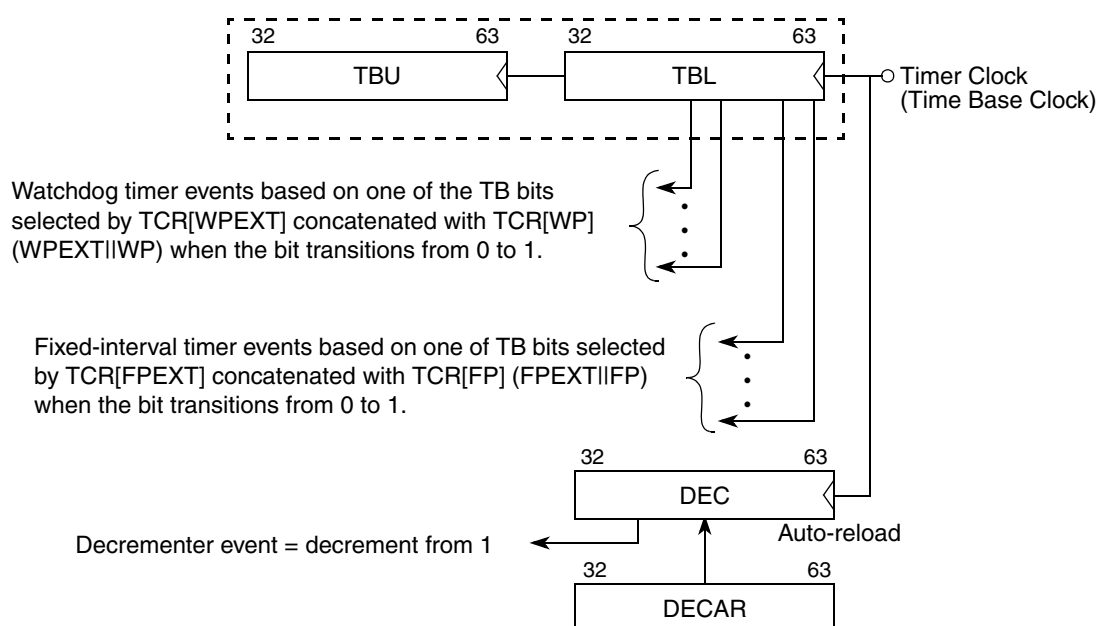 32 63 32 63
TBU TBL Timer Clock
(Time Base Clock)
Watchdog timer events based on one of the TB bits
selected by TCR[WPEXT] concatenated with TCR[WP]
(WPEXT||WP) when the bit transitions from 0 to 1.
Fixed-interval timer events based on one of TB bits selected
by TCR[FPEXT] concatenated with TCR[FP] (FPEXT||FP)
when the bit transitions from 0 to 1.
32 63
DEC
Auto-reload
Decrementer event = decrement from 1
32 63
DECAR